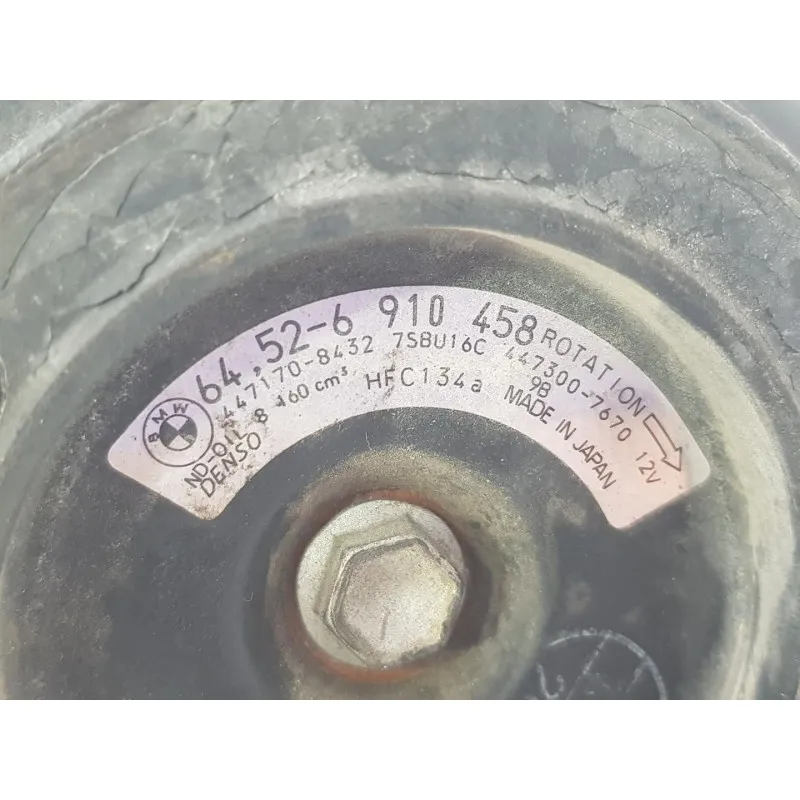 BMW
64.52-6 910 458 ROTATION
447170-8432 7SBU16C 447300-7670 12V
8 160 cm³ HFC134a 9B
ND-OIL
DENSO
MADE IN JAPAN